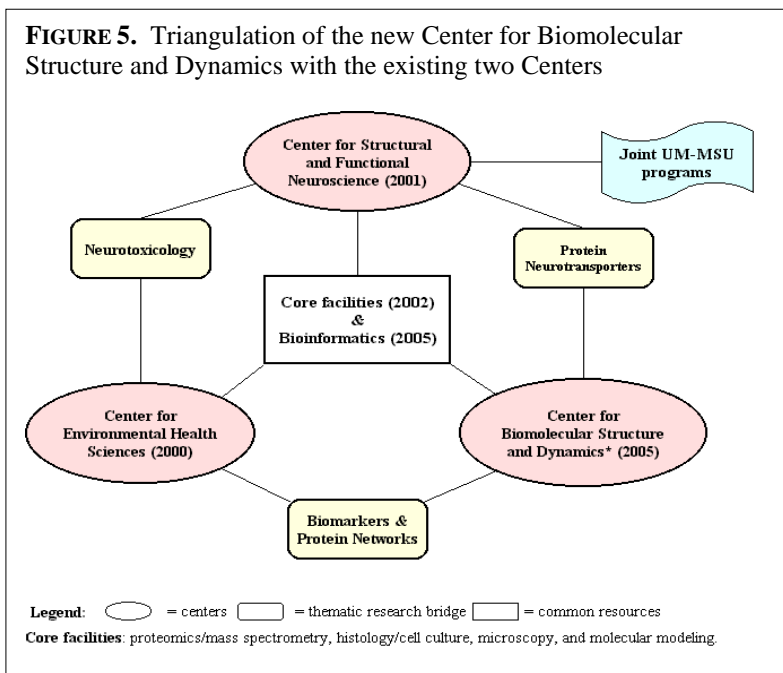 FIGURE 5. Triangulation of the new Center for Biomolecular
Structure and Dynamics with the existing two Centers
Center for Structural
and Functional
Neuroscience (2001)
Joint UM-MSU
programs
Neurotoxicology
Protein
Neurotransporters
Core facilities (2002)
&
Bioinformatics (2005)
Center for
Environmental Health
Sciences (2000)
Center for
Biomolecular Structure
and Dynamics* (2005)
Biomarkers &
Protein Networks
Legend: = centers = thematic research bridge = common resources
Core facilities: proteomics/mass spectrometry, histology/cell culture, microscopy, and molecular modeling.